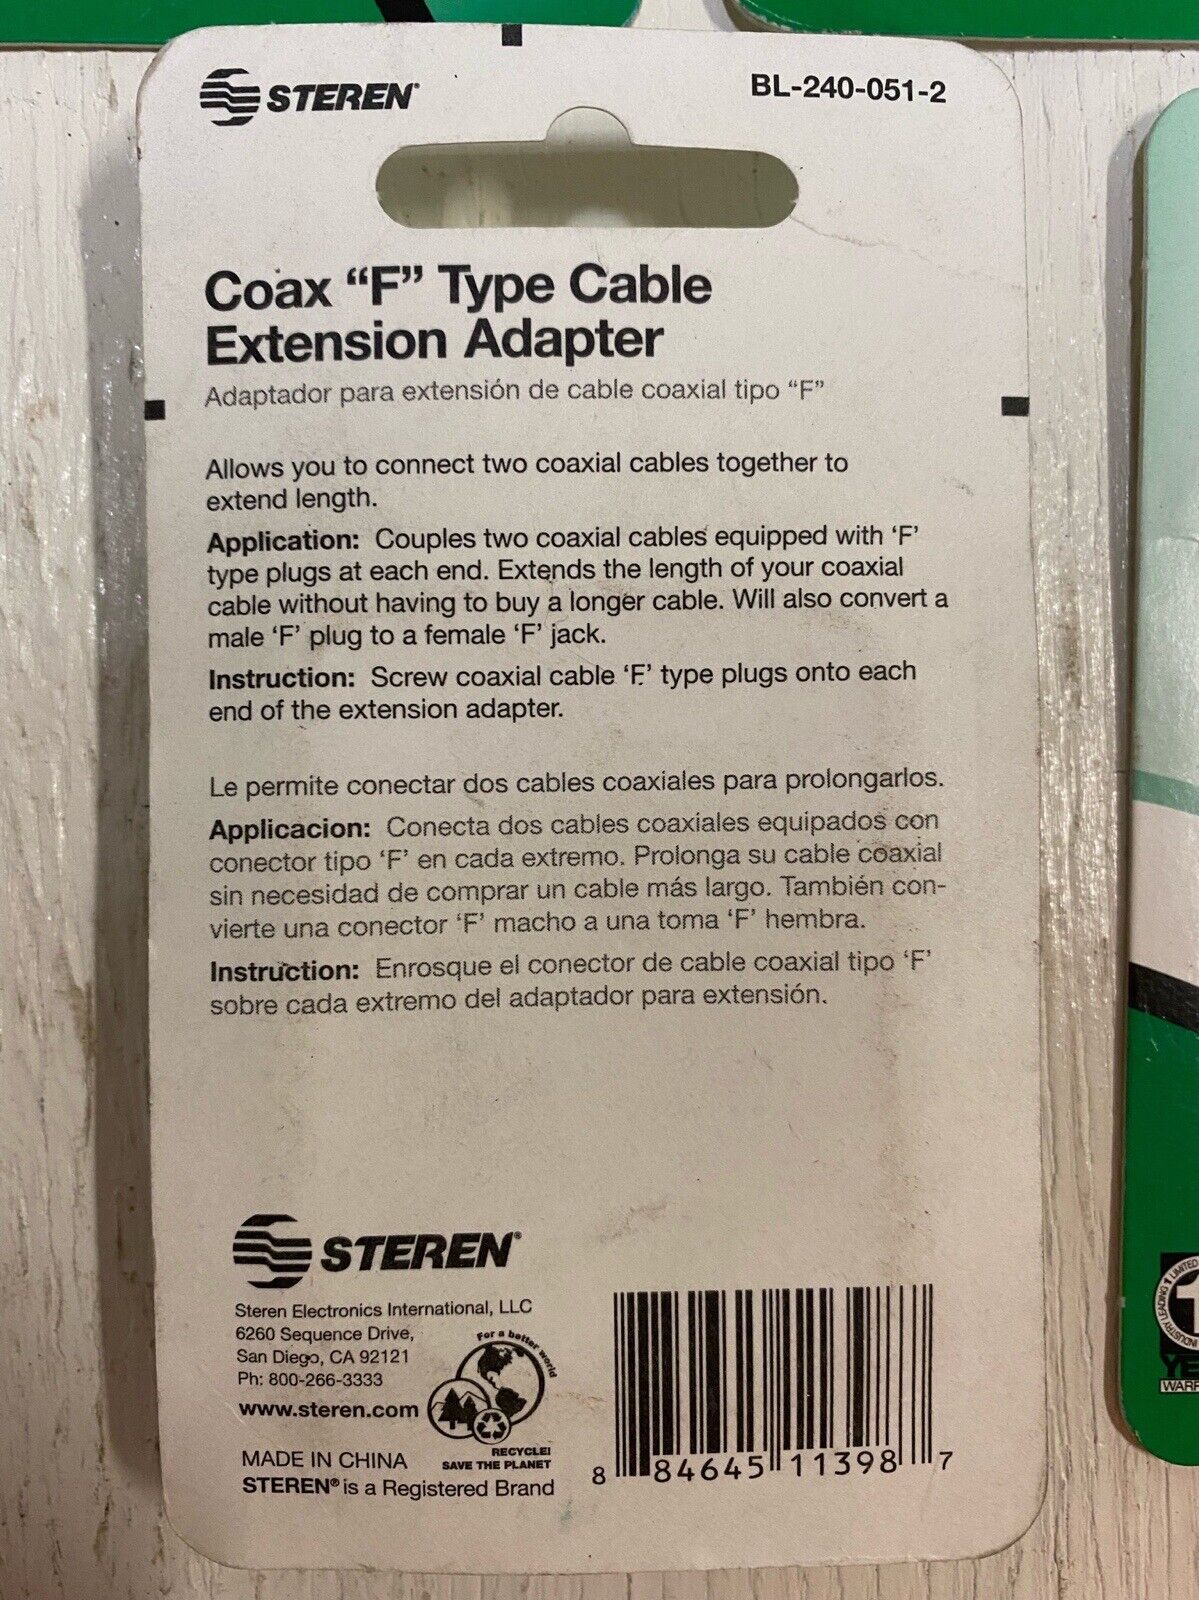 STEREN®
BL-240-051-2
Coax “F” Type Cable
Extension Adapter
Adaptador para extensión de cable coaxial tipo “F”
Allows you to connect two coaxial cables together to
extend length.
Application: Couples two coaxial cables equipped with ‘F’
type plugs at each end. Extends the length of your coaxial
cable without having to buy a longer cable. Will also convert a
male ‘F’ plug to a female ‘F’ jack.
Instruction: Screw coaxial cable ‘F’ type plugs onto each
end of the extension adapter.
Le permite conectar dos cables coaxiales para prolongarlos.
Applicacion: Conecta dos cables coaxiales equipados con
conector tipo ‘F’ en cada extremo. Prolonga su cable coaxial
sin necesidad de comprar un cable más largo. También con-
vierte una conector ‘F’ macho a una toma ‘F’ hembra.
Instruction: Enrosque el conector de cable coaxial tipo ‘F’
sobre cada extremo del adaptador para extensión.
STEREN®
Steren Electronics International, LLC
6260 Sequence Drive,
San Diego, CA 92121
Ph: 800-266-3333
www.steren.com
For a better world
RECYCLE!
SAVE THE PLANET
MADE IN CHINA
STEREN® is a Registered Brand
8 84645 11398 7
INDUSTRY LEADING 1 LIMITED
1
YE
WARR